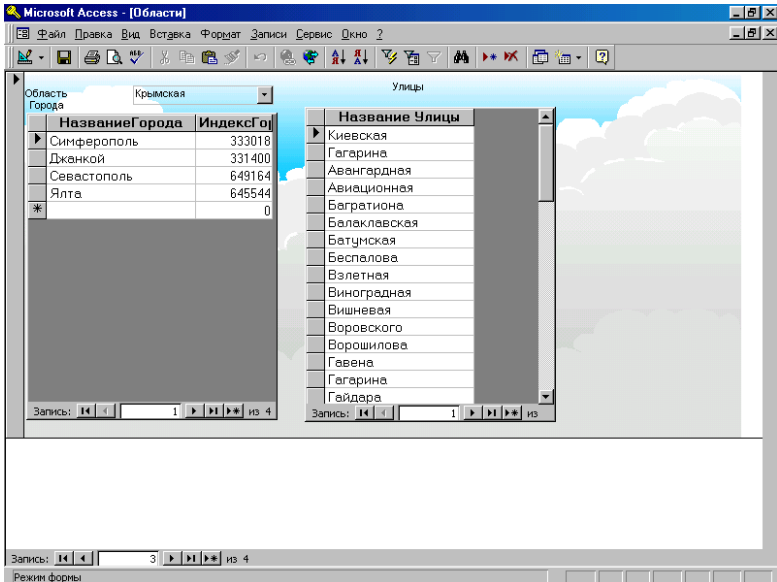 Microsoft Access - [Области]
Файл Правка Вид Вставка Формат Записи Сервис Окно ?
Область Крымская
Города
НазваниеГорода ИндексГор
Симферополь 333018
Джанкой 331400
Севастополь 649164
Ялта 645544
0
Запись: 1 из 4
Улицы
Название Улицы
Киевская
Гагарина
Авангардная
Авиационная
Багратиона
Балаклавская
Батумская
Беспалова
Взлетная
Виноградная
Вишневая
Воровского
Ворошилова
Гавена
Гагарина
Гайдара
Запись: 1 из
Запись: 3 из 4
Режим формы